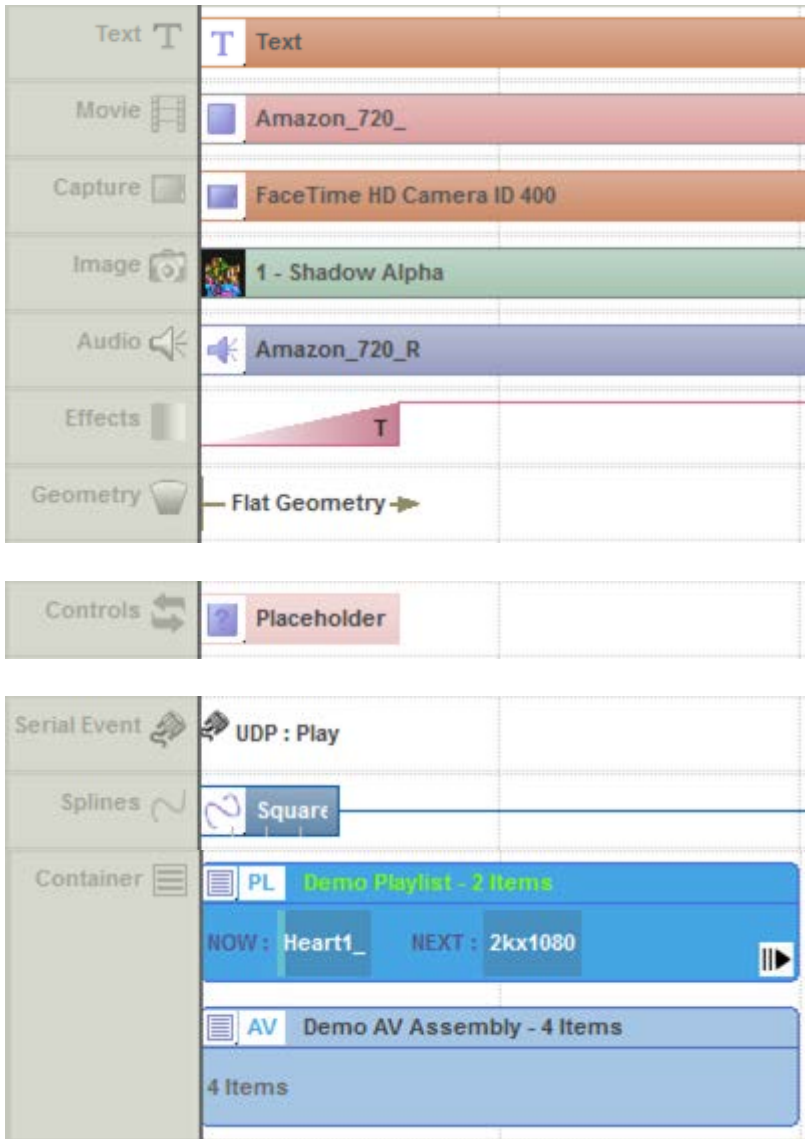 Text T T Text
Movie Amazon_720_
Capture FaceTime HD Camera ID 400
Image 1 - Shadow Alpha
Audio Amazon_720_R
Effects T
Geometry Flat Geometry
Controls ? Placeholder
Serial Event UDP : Play
Splines Square
Container PL Demo Playlist - 2 Items
NOW : Heart1_ NEXT : 2kx1080
AV Demo AV Assembly - 4 Items
4 Items